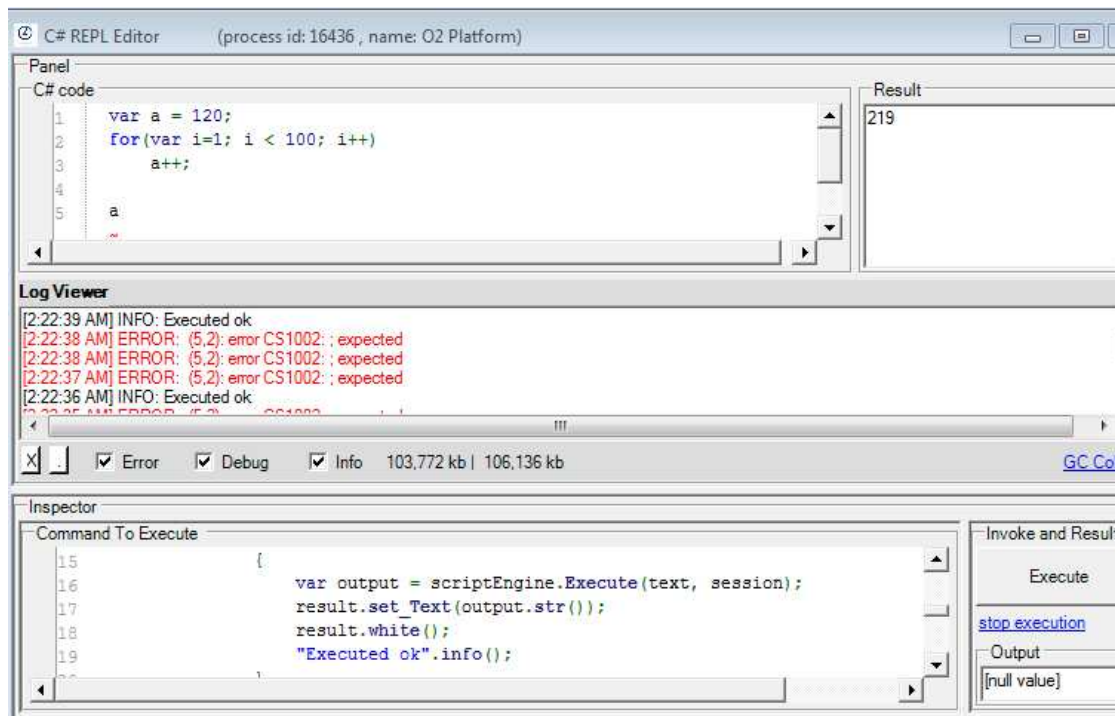 C# REPL Editor (process id: 16436 , name: O2 Platform)
Panel
C# code
Result
1 var a = 120;
2 for(var i=1; i < 100; i++)
3 a++;
4
5 a
219
Log Viewer
[2:22:39 AM] INFO: Executed ok
[2:22:38 AM] ERROR: (5,2): error CS1002: ; expected
[2:22:38 AM] ERROR: (5,2): error CS1002: ; expected
[2:22:37 AM] ERROR: (5,2): error CS1002: ; expected
[2:22:36 AM] INFO: Executed ok
X . Error Debug Info 103,772 kb | 106,136 kb GC Col
Inspector
Command To Execute
15 {
16 var output = scriptEngine.Execute(text, session);
17 result.set_Text(output.str());
18 result.white();
19 "Executed ok".info();
Invoke and Result
Execute
stop execution
Output
[null value]